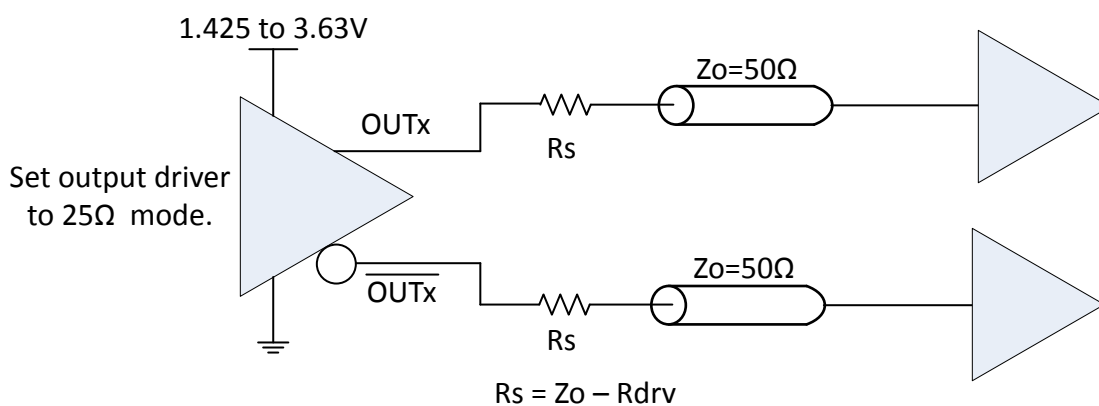 1.425 to 3.63V
Zo=50Ω
OUTx
Rs
Set output driver
to 25Ω mode.
Zo=50Ω
OUTx
Rs
Rs = Zo – Rdrv